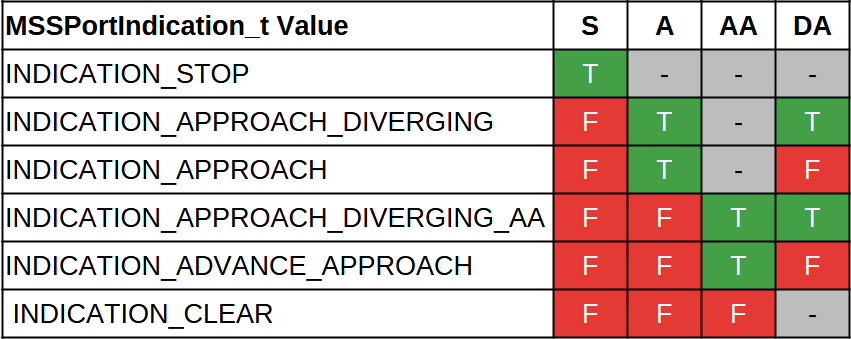 MSSPortIndication_t Value S A AA DA
INDICATION_STOP T - - -
INDICATION_APPROACH_DIVERGING F T - T
INDICATION_APPROACH F T - F
INDICATION_APPROACH_DIVERGING_AA F F T T
INDICATION_ADVANCE_APPROACH F F T F
INDICATION_CLEAR F F F -